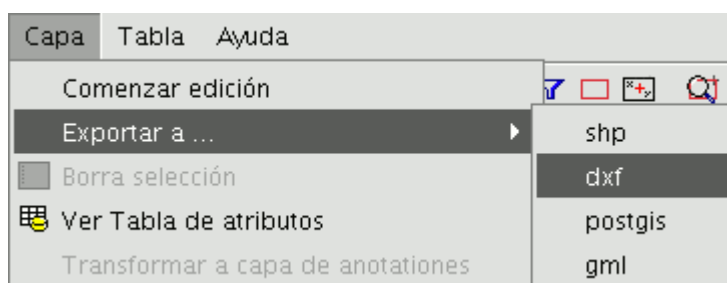 Capa Tabla Ayuda
Comenzar edición
Exportar a ...
shp
Borra selección
dxf
Ver Tabla de atributos
postgis
Transformar a capa de anotationes
gml